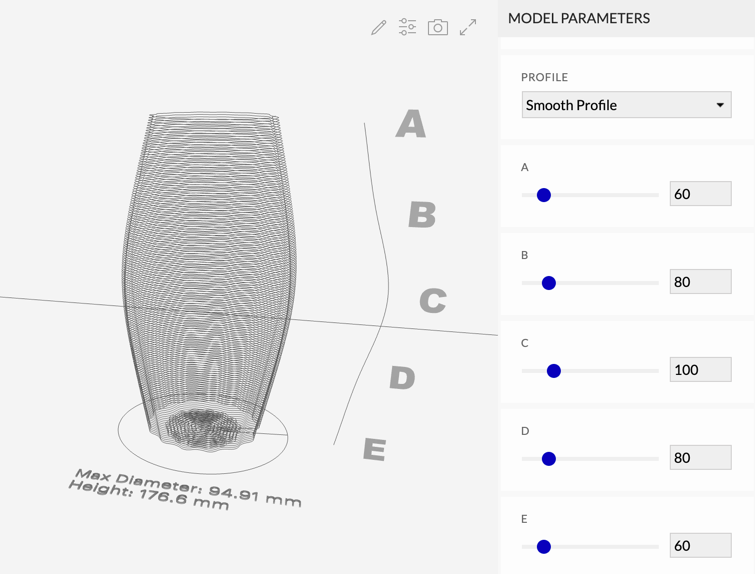 MODEL PARAMETERS
PROFILE
Smooth Profile
A
60
B
80
C
100
D
80
E
60
A
B
C
D
E
Max Diameter: 94.91 mm
Height: 176.6 mm